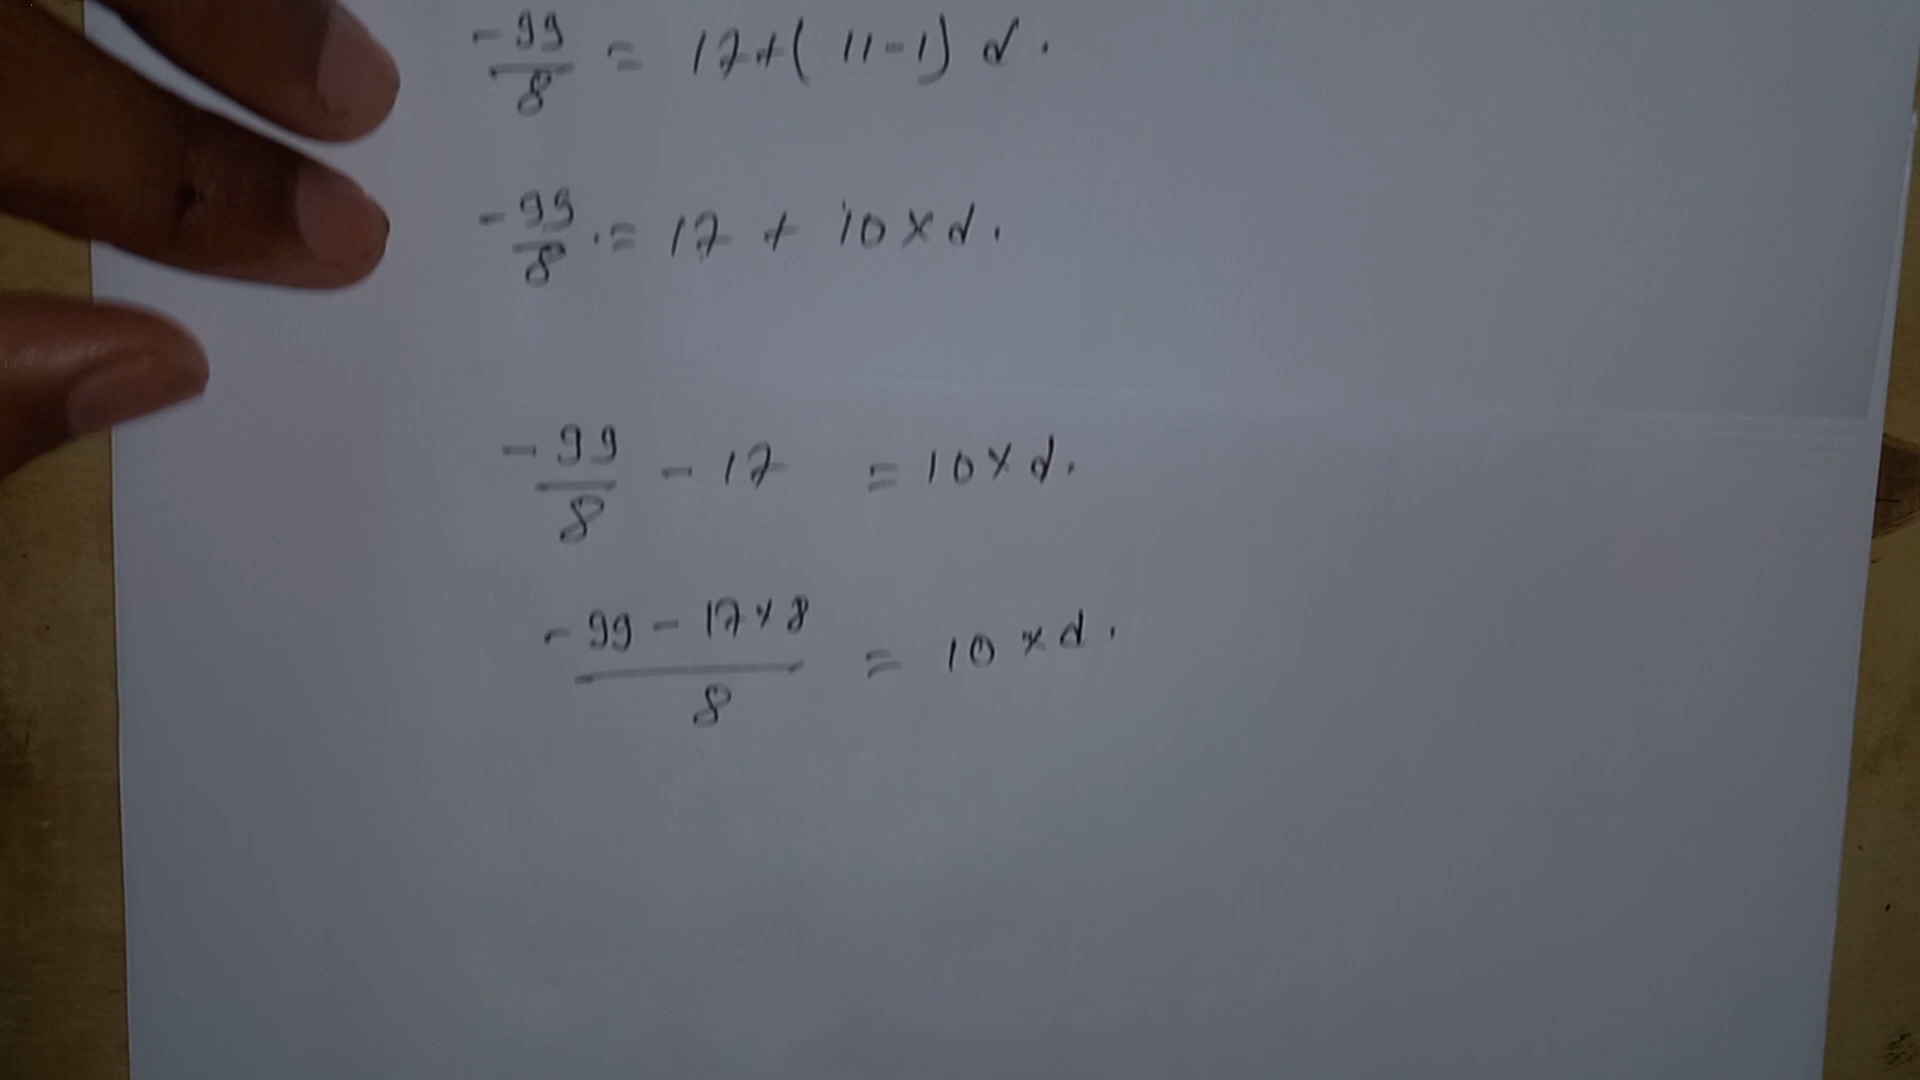 -99/8 = 17+(11-1) d.
-99/8 .= 17 + 10×d.
-99/8 - 17 = 10×d.
-99-17×8/8 = 10×d.